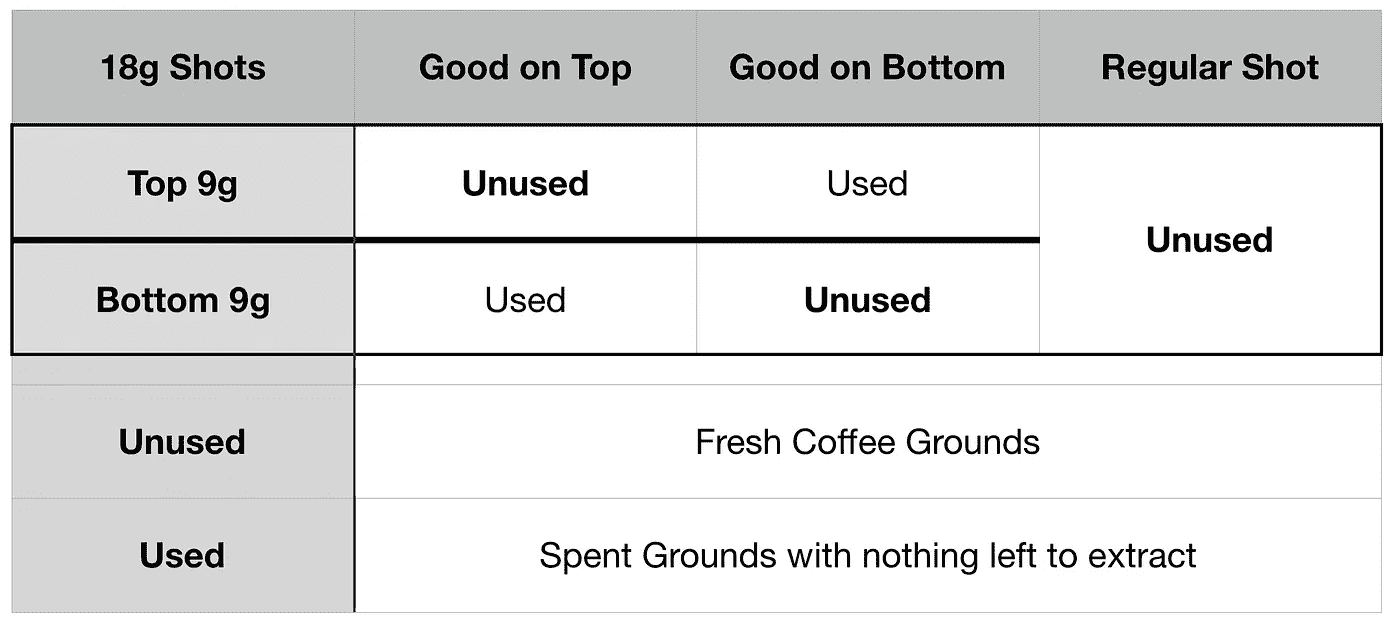 18g Shots Good on Top Good on Bottom Regular Shot
Top 9g Unused Used
Unused
Bottom 9g Used Unused
Unused Fresh Coffee Grounds
Used Spent Grounds with nothing left to extract